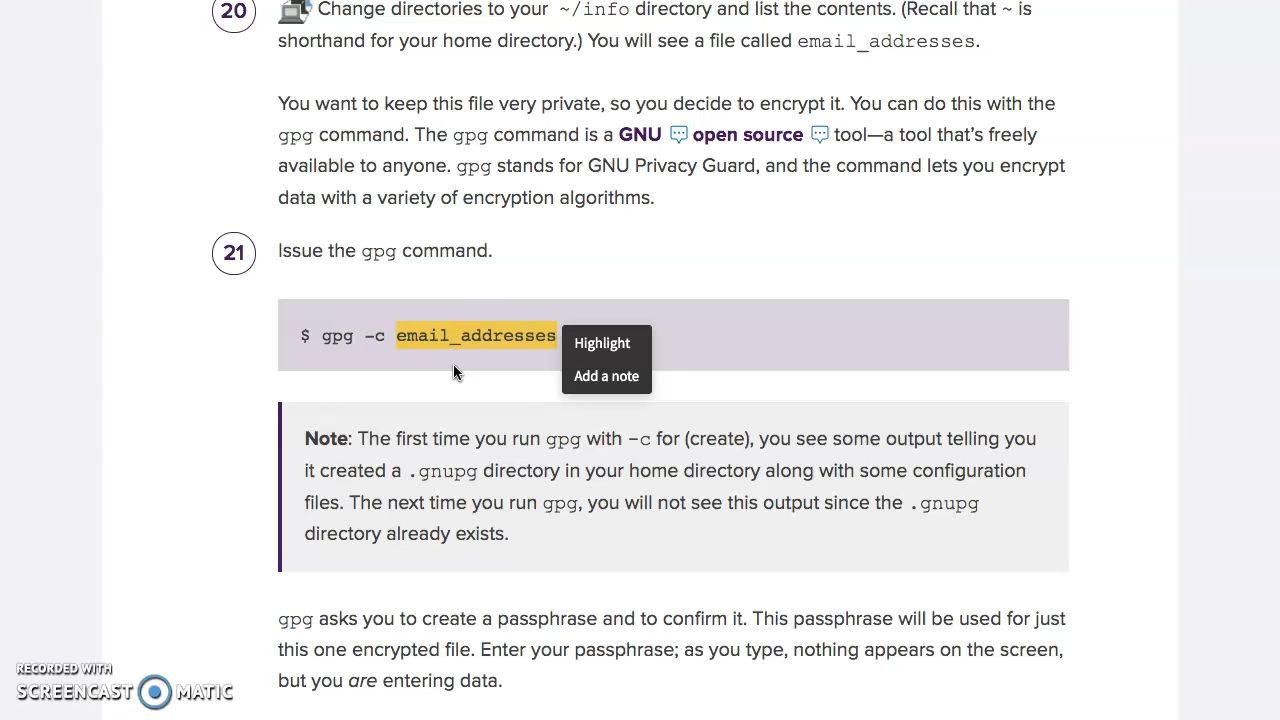 20 Change directories to your ~/info directory and list the contents. (Recall that ~ is
shorthand for your home directory.) You will see a file called email_addresses.
You want to keep this file very private, so you decide to encrypt it. You can do this with the
gpg command. The gpg command is a GNU open source tool—a tool that's freely
available to anyone. gpg stands for GNU Privacy Guard, and the command lets you encrypt
data with a variety of encryption algorithms.
21 Issue the gpg command.
$ gpg -c email_addresses
Highlight
Add a note
Note: The first time you run gpg with -c for (create), you see some output telling you
it created a .gnupg directory in your home directory along with some configuration
files. The next time you run gpg, you will not see this output since the .gnupg
directory already exists.
gpg asks you to create a passphrase and to confirm it. This passphrase will be used for just
this one encrypted file. Enter your passphrase; as you type, nothing appears on the screen,
but you are entering data.
RECORDED WITH
SCREENCAST MATIC